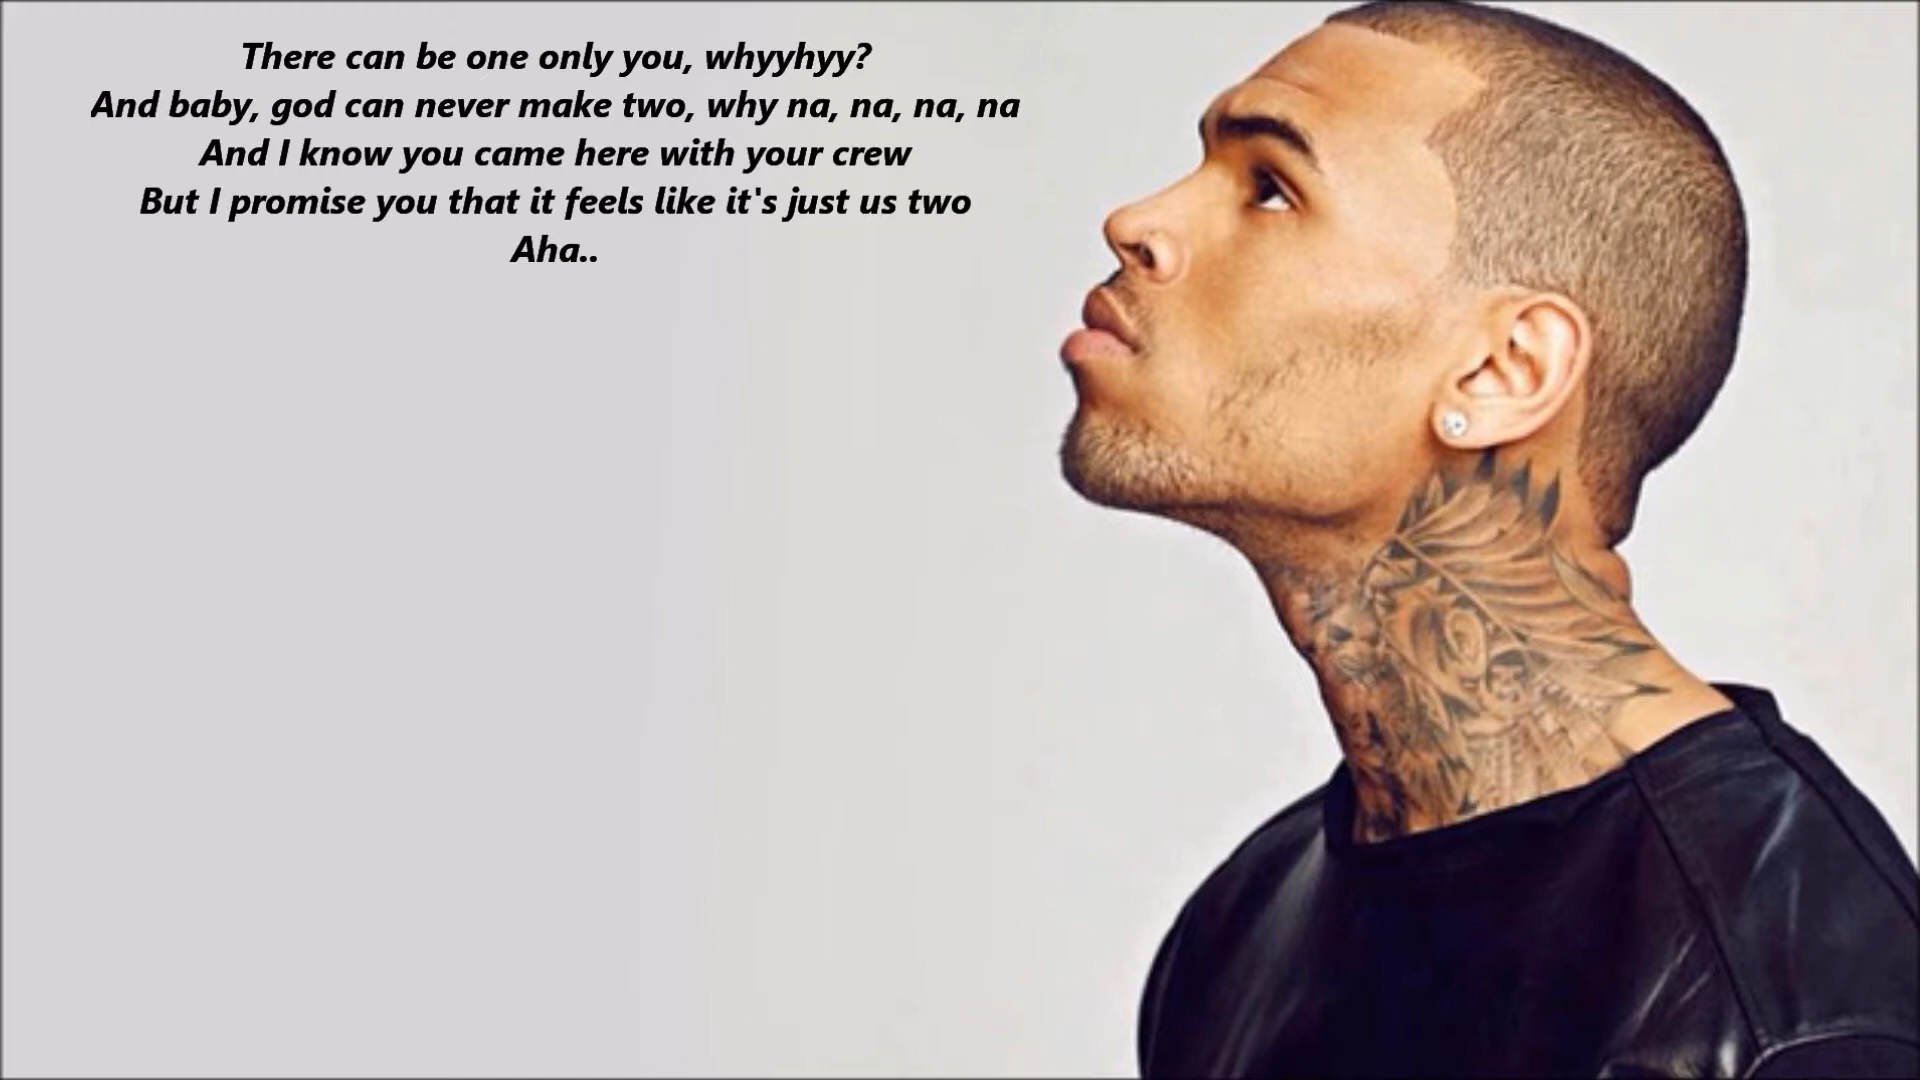 There can be one only you, whyyhyy?
And baby, god can never make two, why na, na, na, na
And I know you came here with your crew
But I promise you that it feels like it's just us two
Aha..